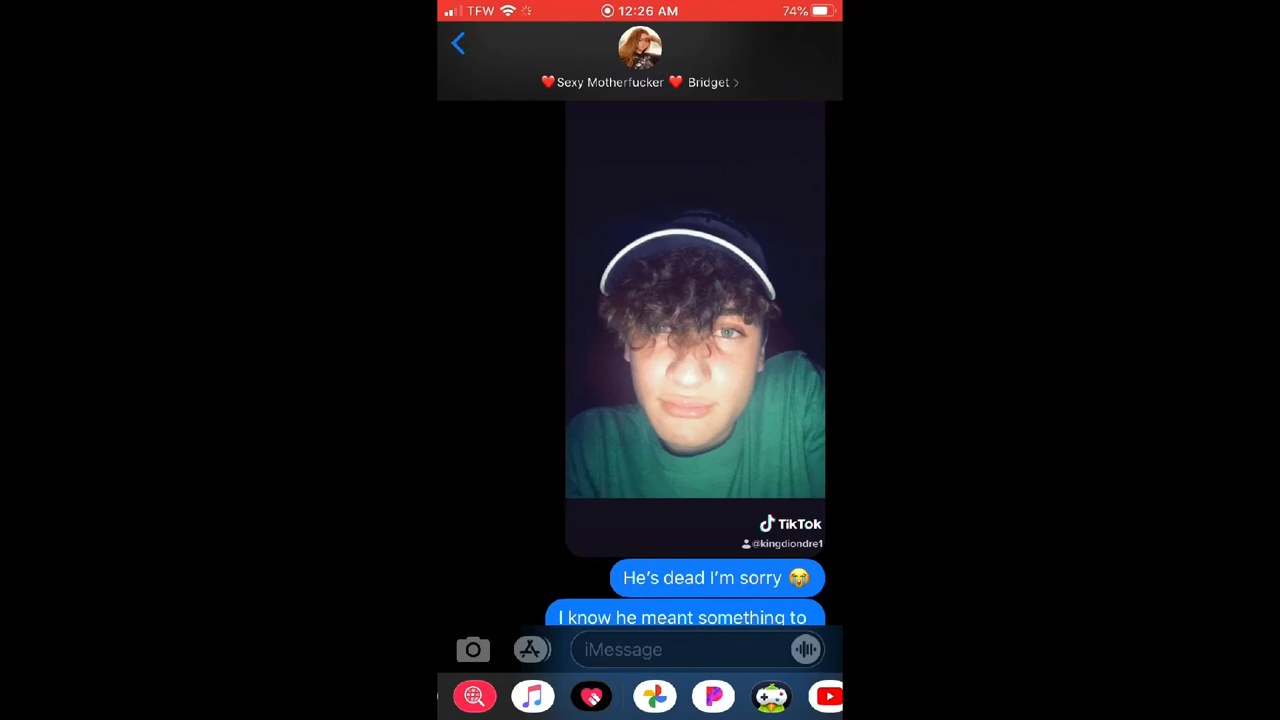 TFW 12:26 AM 74%
❤️Sexy Motherfucker ❤️ Bridget >
TikTok
@kingdiondre1
He's dead I'm sorry 😭
I know he meant something to
iMessage